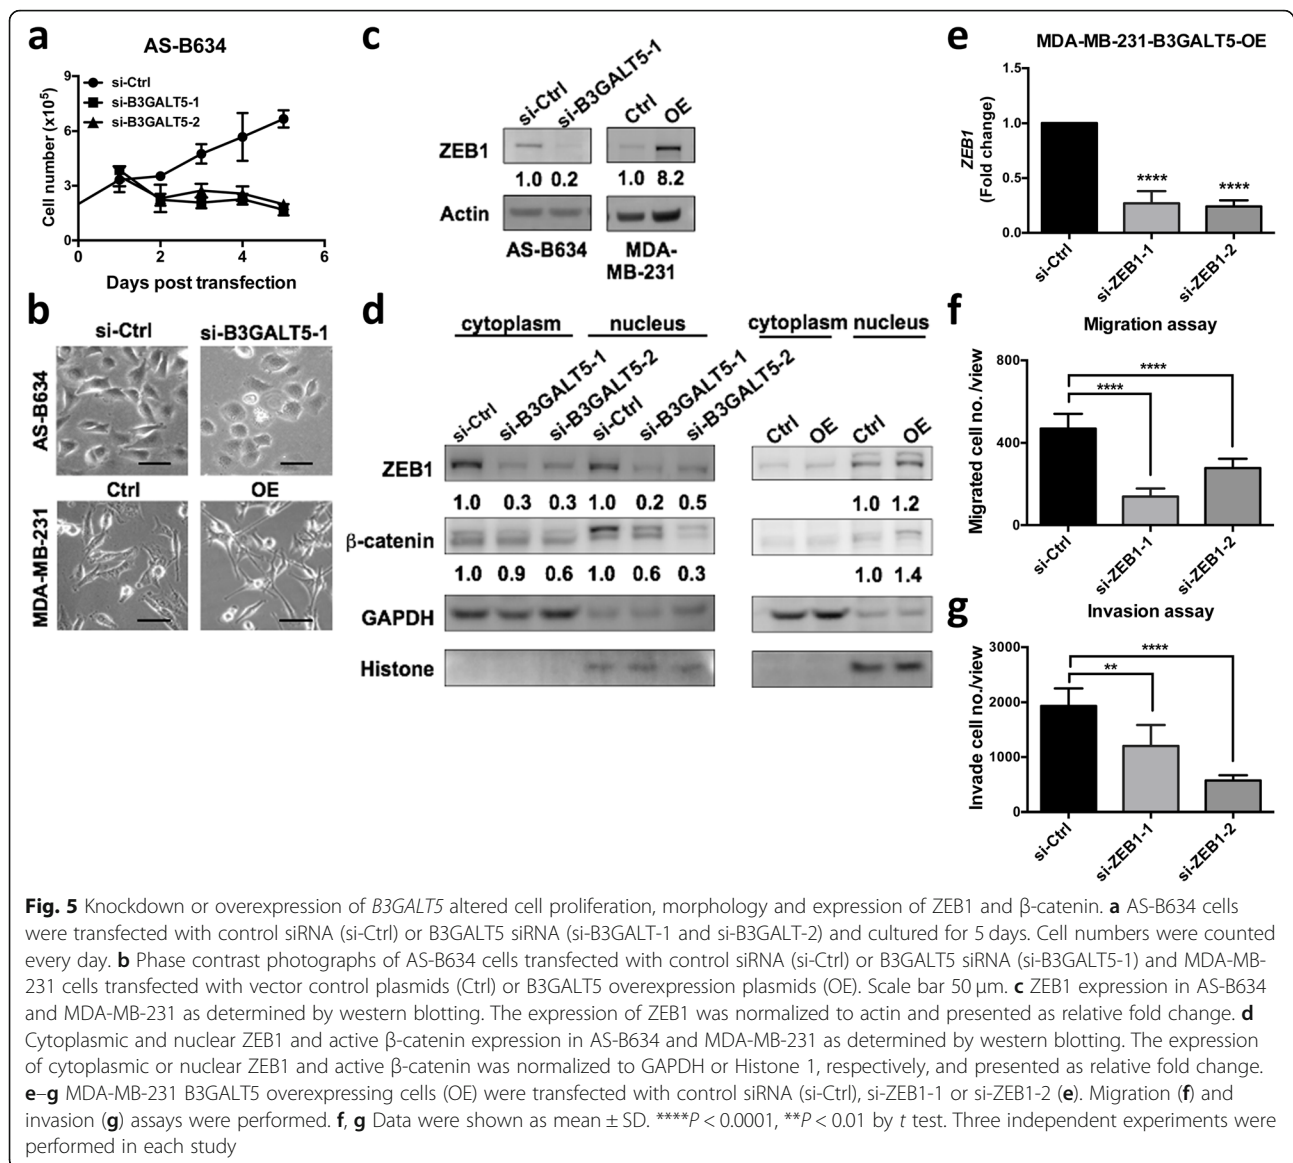 a
AS-B634
si-Ctrl
si-B3GALT5-1
si-B3GALT5-2
Cell number (x10⁵)
9
6
3
0
0
2
4
6
Days post transfection
b
si-Ctrl
si-B3GALT5-1
AS-B634
Ctrl
OE
MDA-MB-231
c
si-Ctrl
si-B3GALT5-1
Ctrl
OE
ZEB1
1.0 0.2 1.0 8.2
Actin
AS-B634
MDA-
MB-231
d
cytoplasm nucleus cytoplasm nucleus
si-Ctrl
si-B3GALT5-1
si-B3GALT5-2
si-Ctrl
si-B3GALT5-1
si-B3GALT5-2
Ctrl
OE
Ctrl
OE
ZEB1
1.0 0.3 0.3 1.0 0.2 0.5 1.0 1.2
β-catenin
1.0 0.9 0.6 1.0 0.6 0.3 1.0 1.4
GAPDH
Histone
e
MDA-MB-231-B3GALT5-OE
ZEB1
(Fold change)
1.5
1.0
0.5
0.0
****
****
si-Ctrl
si-ZEB1-1
si-ZEB1-2
f
Migration assay
Migrated cell no./view
800
400
0
****
****
si-Ctrl
si-ZEB1-1
si-ZEB1-2
g
Invasion assay
Invade cell no./view
3000
2000
1000
0
****
**
si-Ctrl
si-ZEB1-1
si-ZEB1-2
Fig. 5 Knockdown or overexpression of B3GALT5 altered cell proliferation, morphology and expression of ZEB1 and β-catenin. a AS-B634 cells
were transfected with control siRNA (si-Ctrl) or B3GALT5 siRNA (si-B3GALT-1 and si-B3GALT-2) and cultured for 5 days. Cell numbers were counted
every day. b Phase contrast photographs of AS-B634 cells transfected with control siRNA (si-Ctrl) or B3GALT5 siRNA (si-B3GALT5-1) and MDA-MB-
231 cells transfected with vector control plasmids (Ctrl) or B3GALT5 overexpression plasmids (OE). Scale bar 50 μm. c ZEB1 expression in AS-B634
and MDA-MB-231 as determined by western blotting. The expression of ZEB1 was normalized to actin and presented as relative fold change. d
Cytoplasmic and nuclear ZEB1 and active β-catenin expression in AS-B634 and MDA-MB-231 as determined by western blotting. The expression
of cytoplasmic or nuclear ZEB1 and active β-catenin was normalized to GAPDH or Histone 1, respectively, and presented as relative fold change.
e–g MDA-MB-231 B3GALT5 overexpressing cells (OE) were transfected with control siRNA (si-Ctrl), si-ZEB1-1 or si-ZEB1-2 (e). Migration (f) and
invasion (g) assays were performed. f, g Data were shown as mean ± SD. ****P < 0.0001, **P < 0.01 by t test. Three independent experiments were
performed in each study